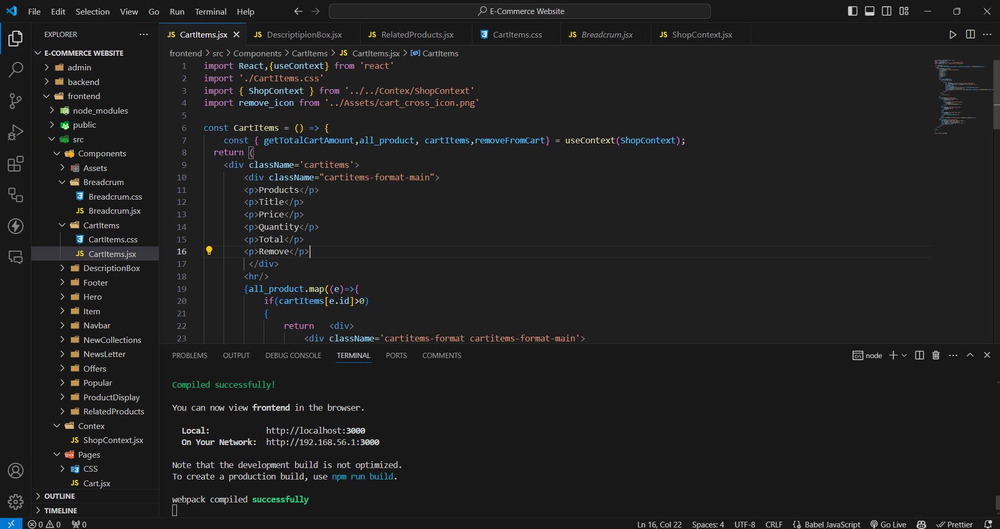 File Edit Selection View Go Run Terminal Help
E-Commerce Website
EXPLORER
E-COMMERCE WEBSITE
admin
backend
frontend
node_modules
public
src
Components
Assets
Breadcrum
Breadcrum.css
JS Breadcrum.jsx
CartItems
CartItems.css
JS CartItems.jsx
DescriptionBox
Footer
Hero
Item
Navbar
NewCollections
NewsLetter
Offers
Popular
ProductDisplay
RelatedProducts
Contex
JS ShopContext.jsx
Pages
CSS
JS Cart.jsx
OUTLINE
TIMELINE
JS CartItems.jsx JS DescriptipionBox.jsx JS RelatedProducts.jsx CartItems.css JS Breadcrum.jsx JS ShopContext.jsx
frontend > src > Components > CartItems > JS CartItems.jsx > CartItems
1 import React,{useContext} from 'react'
2 import './CartItems.css'
3 import { ShopContext } from '../../Contex/ShopContext'
4 import remove_icon from '../Assets/cart_cross_icon.png'
5
6 const CartItems = () => {
7 const { getTotalCartAmount,all_product, cartItems,removeFromCart} = useContext(ShopContext);
8 return (
9 <div className='cartitems'>
10 <div className="cartitems-format-main">
11 <p>Products</p>
12 <p>Title</p>
13 <p>Price</p>
14 <p>Quantity</p>
15 <p>Total</p>
16 <p>Remove</p>
17 </div>
18 <hr/>
19 {all_product.map((e)=>{
20 if(cartItems[e.id]>0)
21 {
22 return <div>
23 <div className='cartitems-format cartitems-format-main'>
PROBLEMS OUTPUT DEBUG CONSOLE TERMINAL PORTS COMMENTS
node
Compiled successfully!
You can now view frontend in the browser.
Local: http://localhost:3000
On Your Network: http://192.168.56.1:3000
Note that the development build is not optimized.
To create a production build, use npm run build.
webpack compiled successfully
0 0 0
Ln 16, Col 22 Spaces: 4 UTF-8 CRLF {} Babel JavaScript Go Live Prettier